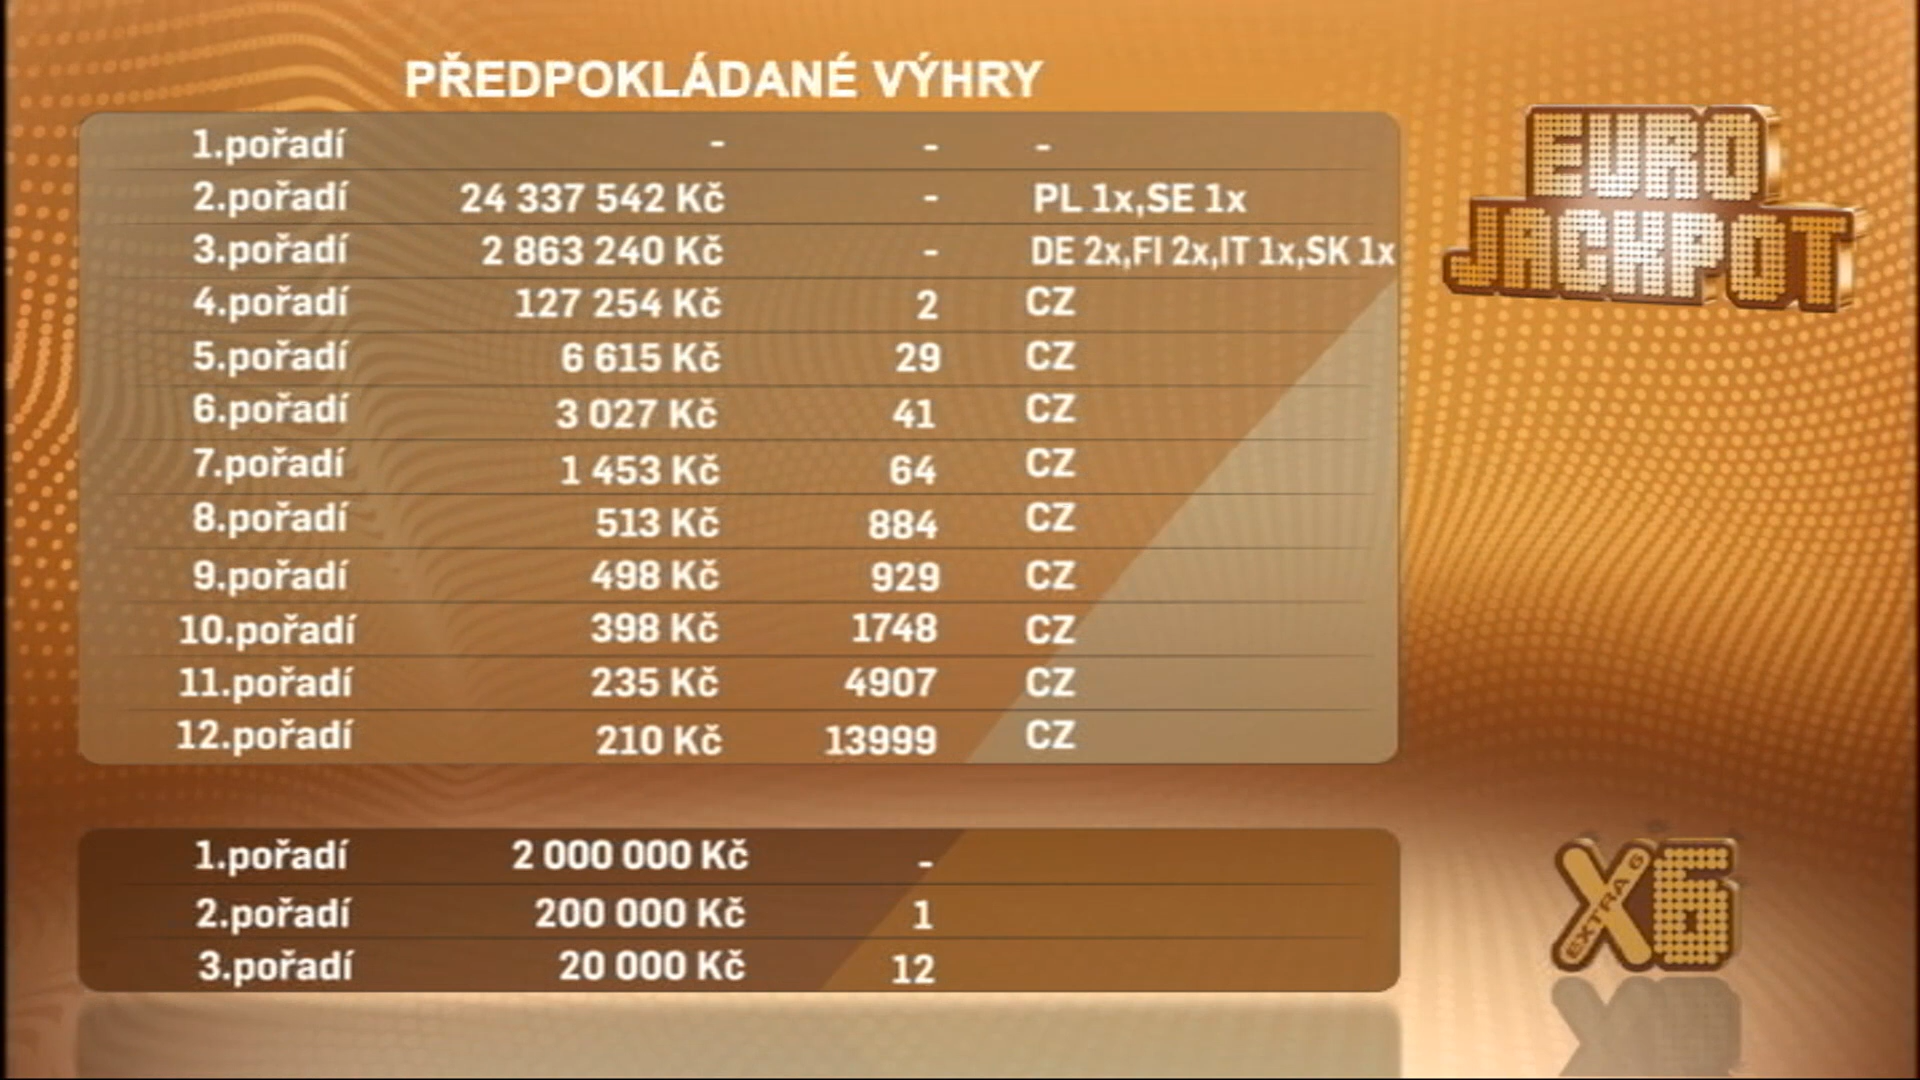 PŘEDPOKLÁDANÉ VÝHRY
EURO
JACKPOT
1.pořadí - - -
2.pořadí 24 337 542 Kč - PL 1x,SE 1x
3.pořadí 2 863 240 Kč - DE 2x,FI 2x,IT 1x,SK 1x
4.pořadí 127 254 Kč 2 CZ
5.pořadí 6 615 Kč 29 CZ
6.pořadí 3 027 Kč 41 CZ
7.pořadí 1 453 Kč 64 CZ
8.pořadí 513 Kč 884 CZ
9.pořadí 498 Kč 929 CZ
10.pořadí 398 Kč 1748 CZ
11.pořadí 235 Kč 4907 CZ
12.pořadí 210 Kč 13999 CZ
1.pořadí 2 000 000 Kč -
2.pořadí 200 000 Kč 1
3.pořadí 20 000 Kč 12
X6
EXTRA 6